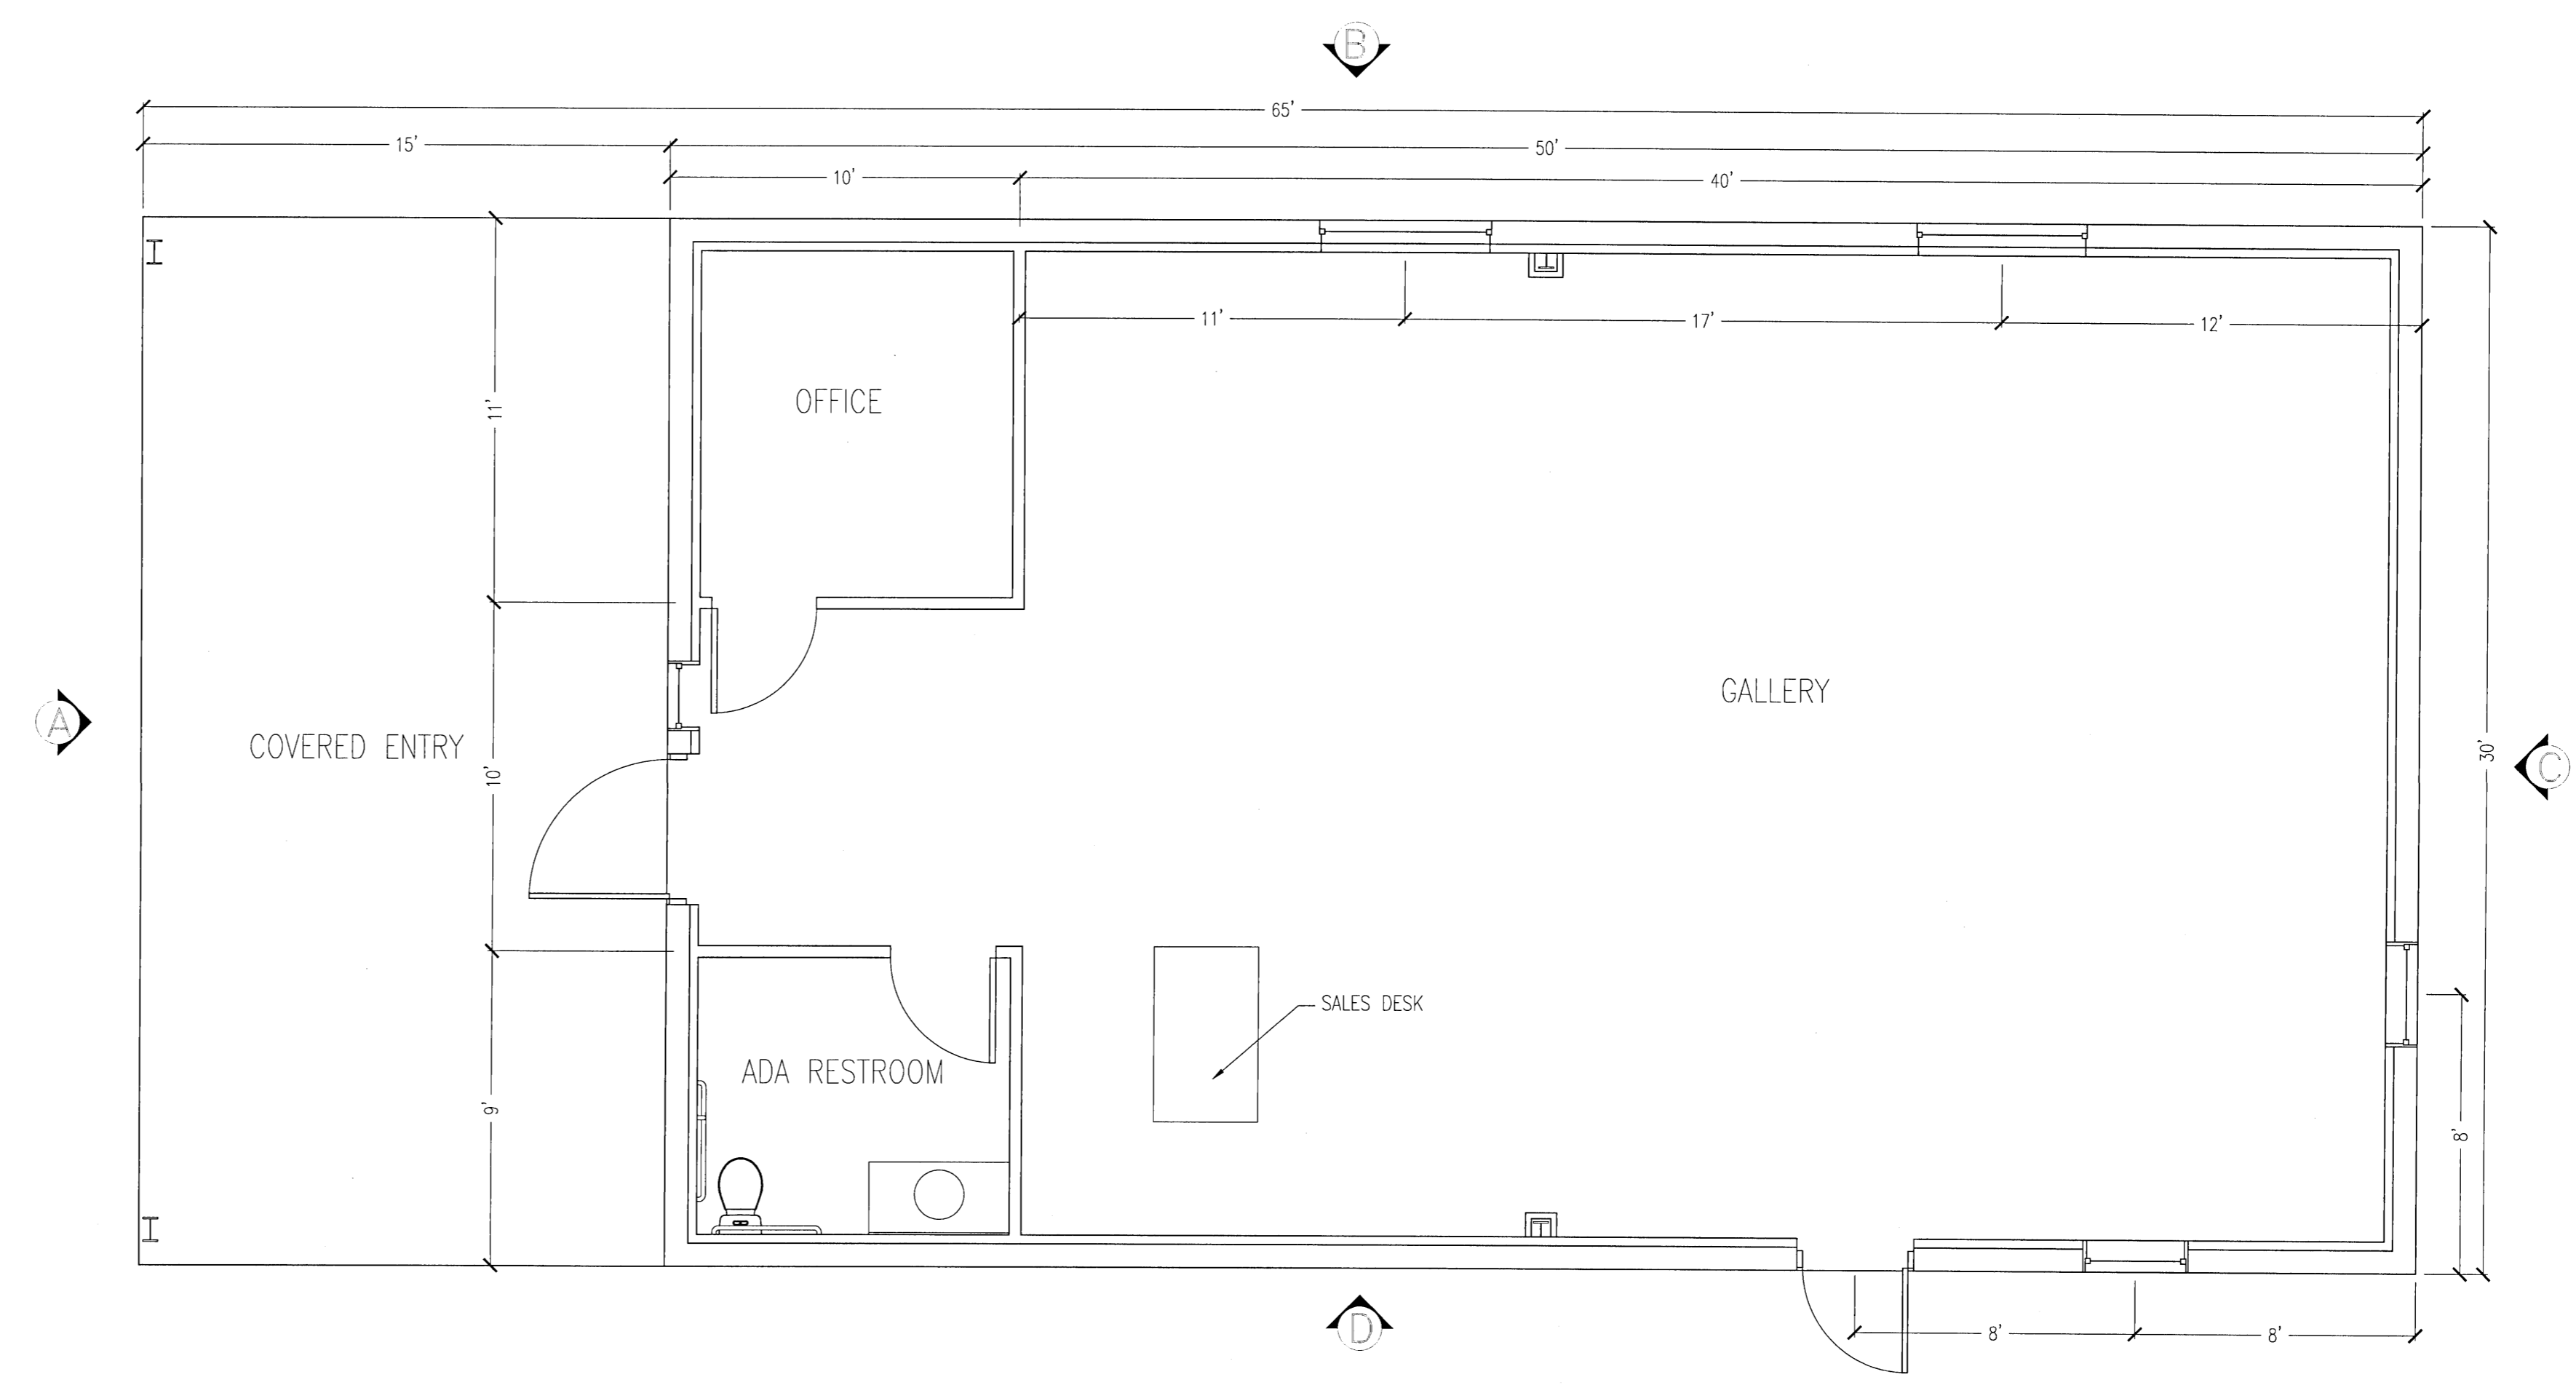 B
65'
15'
50'
10'
40'
11'
17'
12'
OFFICE
11'
GALLERY
A
COVERED ENTRY
10'
30'
C
SALES DESK
ADA RESTROOM
9'
8'
D
8'
8'